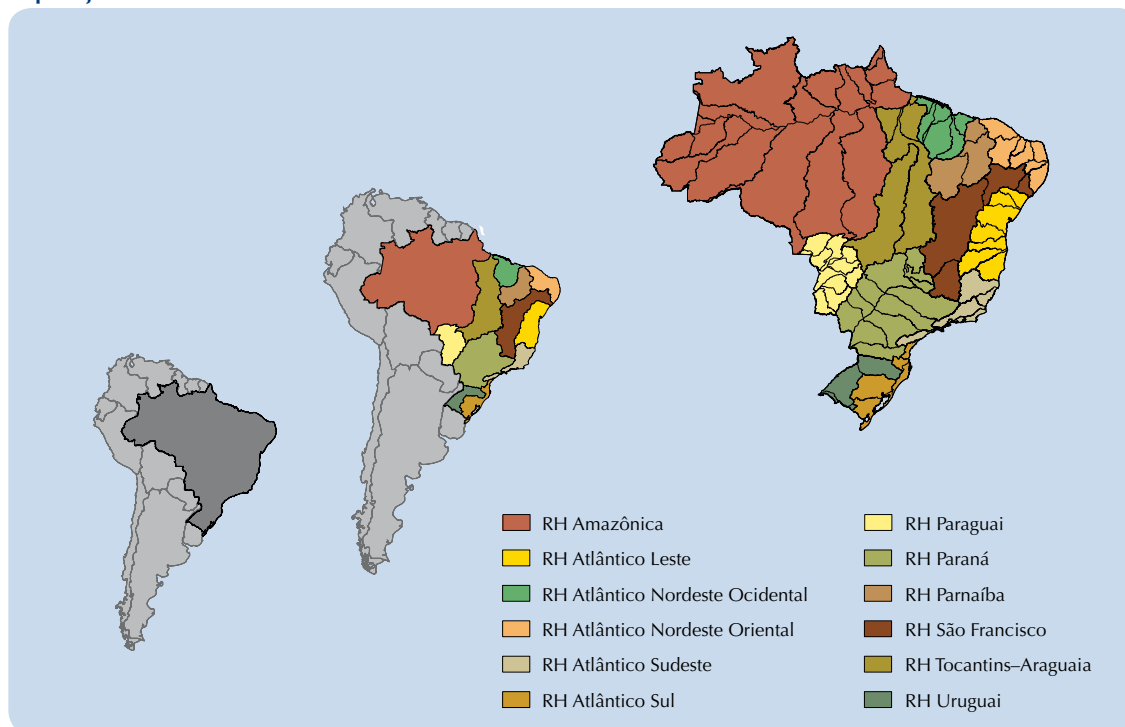 RH Amazônica
RH Atlântico Leste
RH Atlântico Nordeste Ocidental
RH Atlântico Nordeste Oriental
RH Atlântico Sudeste
RH Atlântico Sul
RH Paraguai
RH Paraná
RH Parnaíba
RH São Francisco
RH Tocantins–Araguaia
RH Uruguai